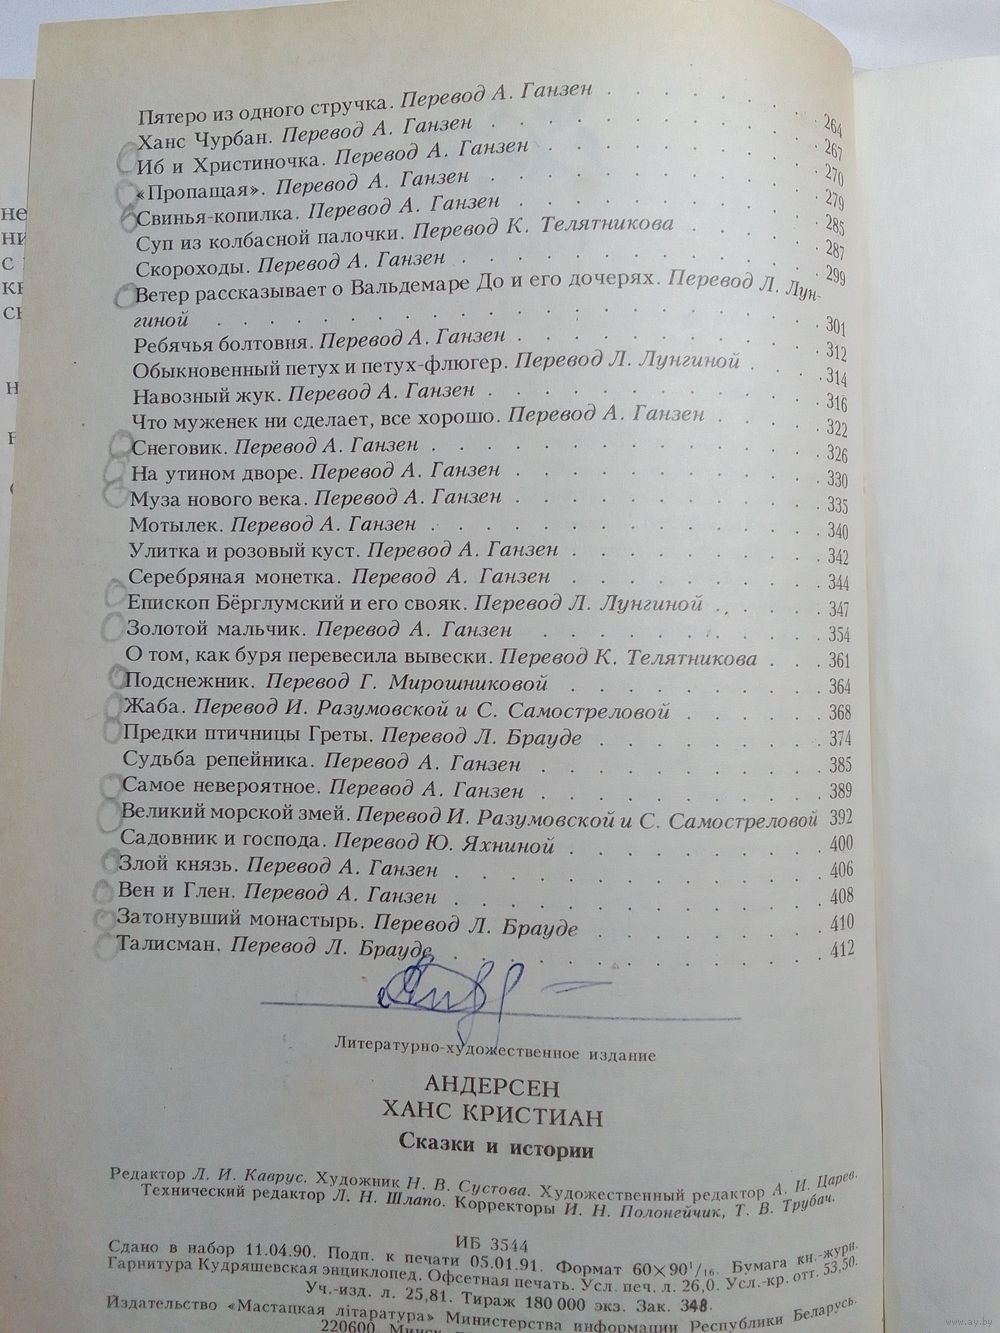 Пятеро из одного стручка. Перевод А. Ганзен . . . . . . . . 264
Ханс Чурбан. Перевод А. Ганзен . . . . . . . . . . . . 267
Иб и Христиночка. Перевод А. Ганзен . . . . . . . . . . 270
«Пропащая». Перевод А. Ганзен . . . . . . . . . . . . 279
Свинья-копилка. Перевод А. Ганзен . . . . . . . . . . . 285
Суп из колбасной палочки. Перевод К. Телятникова . . . . . 287
Скороходы. Перевод А. Ганзен . . . . . . . . . . . . . 299
Ветер рассказывает о Вальдемаре До и его дочерях. Перевод Л. Лун-
гиной . . . . . . . . . . . . . . . . . . . . . . . 301
Ребячья болтовня. Перевод А. Ганзен . . . . . . . . . . . 312
Обыкновенный петух и петух-флюгер. Перевод Л. Лунгиной . . . . 314
Навозный жук. Перевод А. Ганзен . . . . . . . . . . . . 316
Что муженек ни сделает, все хорошо. Перевод А. Ганзен . . . . . 322
Снеговик. Перевод А. Ганзен . . . . . . . . . . . . . . 326
На утином дворе. Перевод А. Ганзен . . . . . . . . . . . 330
Муза нового века. Перевод А. Ганзен . . . . . . . . . . . 335
Мотылек. Перевод А. Ганзен . . . . . . . . . . . . . . 340
Улитка и розовый куст. Перевод А. Ганзен . . . . . . . . . 342
Серебряная монетка. Перевод А. Ганзен . . . . . . . . . . 344
Епископ Бёрглумский и его свояк. Перевод Л. Лунгиной . . . . . 347
Золотой мальчик. Перевод А. Ганзен . . . . . . . . . . . 354
О том, как буря перевесила вывески. Перевод К. Телятникова . . . 361
Подснежник. Перевод Г. Мирошниковой . . . . . . . . . . 364
Жаба. Перевод И. Разумовской и С. Самостреловой . . . . . . 368
Предки птичницы Греты. Перевод Л. Брауде . . . . . . . . . 374
Судьба репейника. Перевод А. Ганзен . . . . . . . . . . . 385
Самое невероятное. Перевод А. Ганзен . . . . . . . . . . . 389
Великий морской змей. Перевод И. Разумовской и С. Самостреловой 392
Садовник и господа. Перевод Ю. Яхниной . . . . . . . . . . 400
Злой князь. Перевод А. Ганзен . . . . . . . . . . . . . 406
Вен и Глен. Перевод А. Ганзен . . . . . . . . . . . . . 408
Затонувший монастырь. Перевод Л. Брауде . . . . . . . . . 410
Талисман. Перевод Л. Брауде . . . . . . . . . . . . . . 412
Литературно-художественное издание
АНДЕРСЕН
ХАНС КРИСТИАН
Сказки и истории
Редактор Л. И. Каврус. Художник Н. В. Сустова. Художественный редактор А. И. Царев.
Технический редактор Л. Н. Шлапо. Корректоры И. Н. Полонейчик, Т. В. Трубач.
ИБ 3544
Сдано в набор 11.04.90. Подп. к печати 05.01.91. Формат 60×90¹/₁₆. Бумага кн.-журн.
Гарнитура Кудряшевская энциклопед. Офсетная печать. Усл. печ. л. 26,0. Усл.-кр. отт. 53,50.
Уч.-изд. л. 25,81. Тираж 180 000 экз. Зак. 348.
Издательство «Мастацкая літаратура» Министерства информации Республики Беларусь.
220600, Минск
www.ay.by